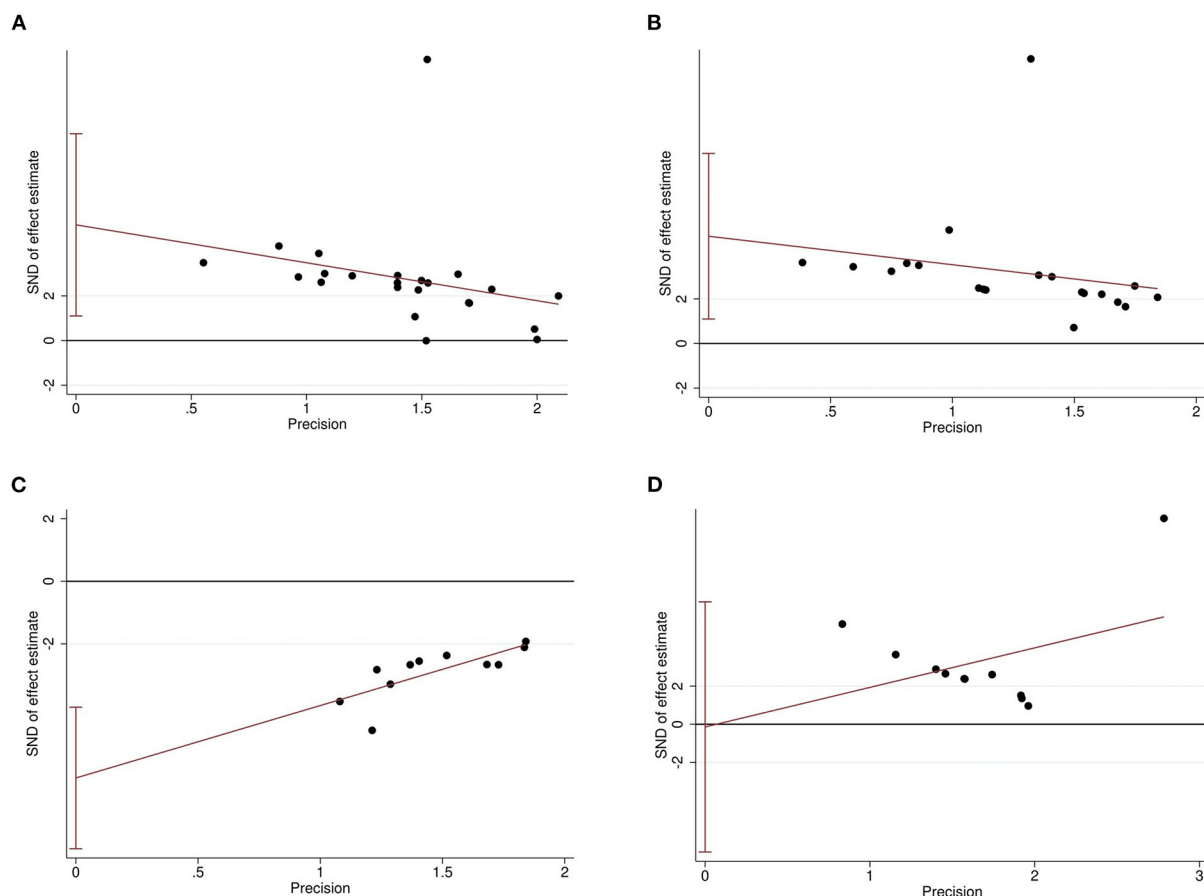 A
SND of effect estimate
2
0
-2
0
.5
1
1.5
2
Precision
B
SND of effect estimate
2
0
-2
0
.5
1
1.5
2
Precision
C
SND of effect estimate
2
0
-2
0
.5
1
1.5
2
Precision
D
SND of effect estimate
2
0
-2
0
1
2
3
Precision